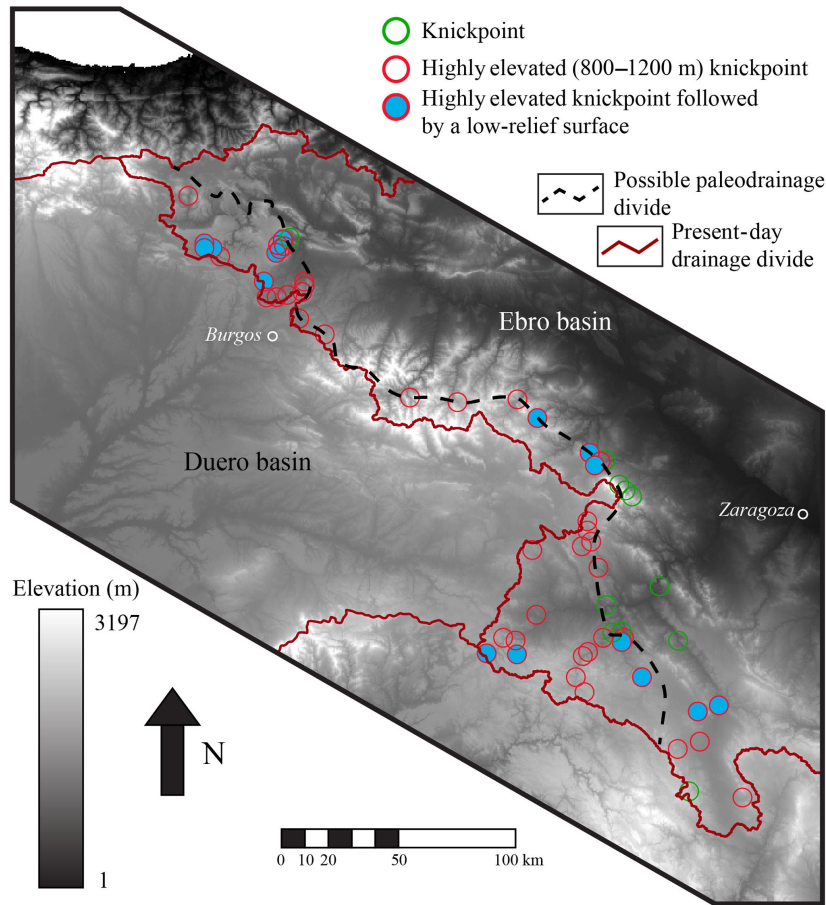 Knickpoint
Highly elevated (800–1200 m) knickpoint
Highly elevated knickpoint followed
by a low-relief surface
Possible paleodrainage
divide
Present-day
drainage divide
Ebro basin
Burgos
Duero basin
Zaragoza
Elevation (m)
3197
1
N
0 10 20 50 100 km